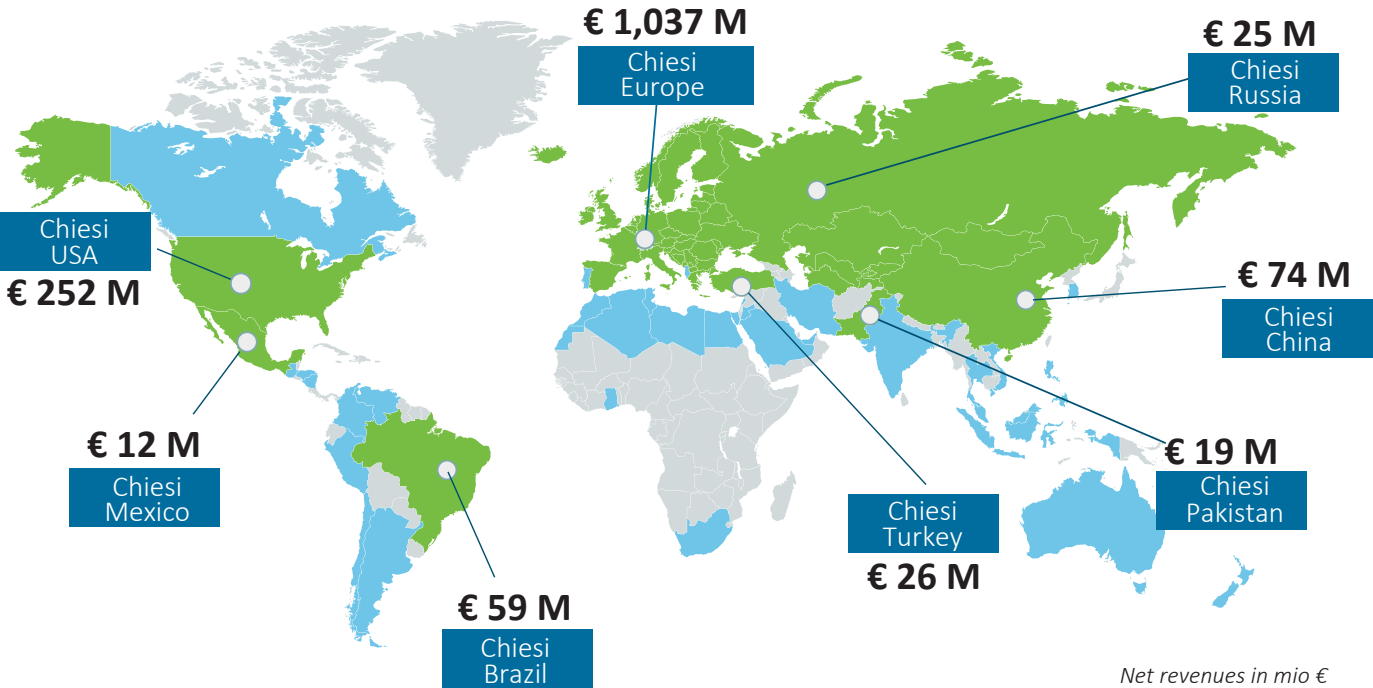 € 1,037 M
Chiesi
Europe
€ 25 M
Chiesi
Russia
Chiesi
USA
€ 252 M
€ 74 M
Chiesi
China
€ 12 M
Chiesi
Mexico
€ 19 M
Chiesi
Pakistan
Chiesi
Turkey
€ 26 M
€ 59 M
Chiesi
Brazil
Net revenues in mio €